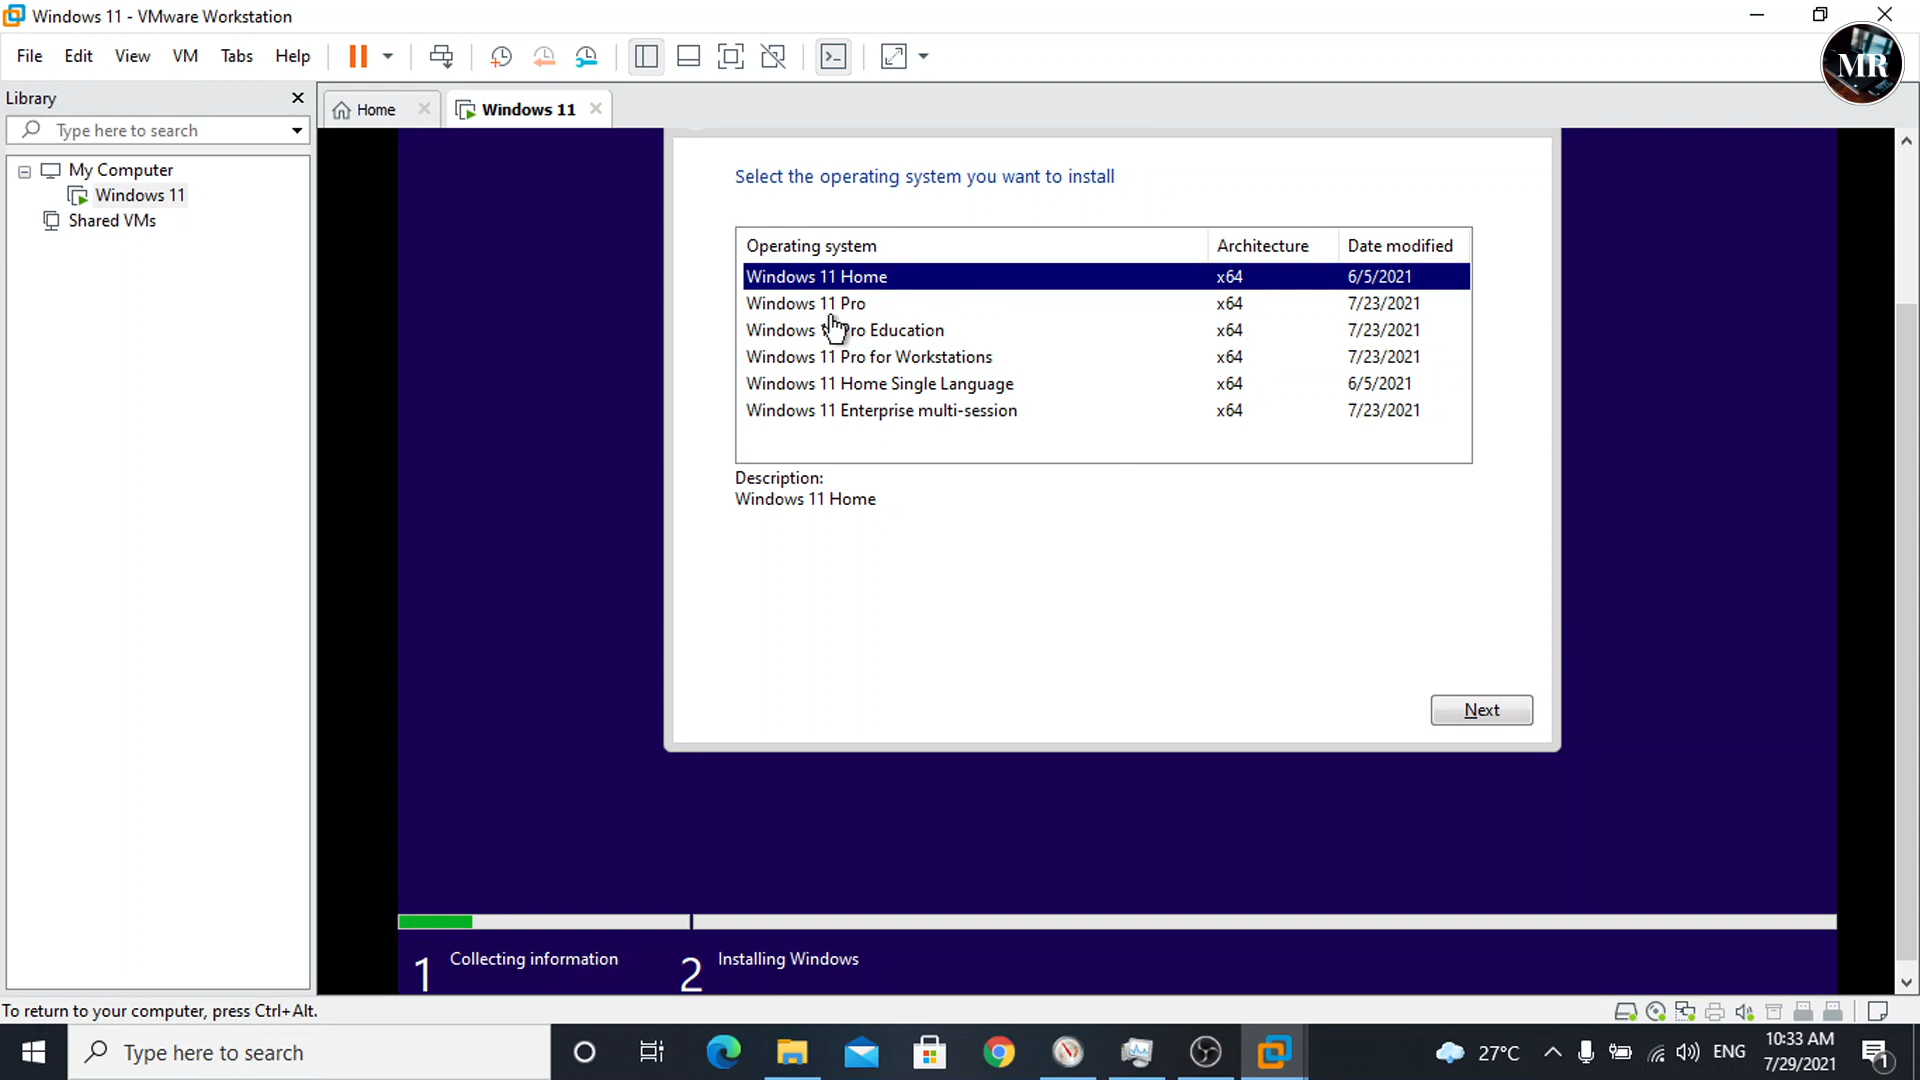 Windows 11 - VMware Workstation
File Edit View VM Tabs Help
MR
Library
Home
Windows 11
Type here to search
My Computer
Windows 11
Shared VMs
Select the operating system you want to install
Operating system Architecture Date modified
Windows 11 Home x64 6/5/2021
Windows 11 Pro x64 7/23/2021
Windows 11 Pro Education x64 7/23/2021
Windows 11 Pro for Workstations x64 7/23/2021
Windows 11 Home Single Language x64 6/5/2021
Windows 11 Enterprise multi-session x64 7/23/2021
Description:
Windows 11 Home
Next
1 Collecting information
2 Installing Windows
To return to your computer, press Ctrl+Alt.
Type here to search
27°C
ENG
10:33 AM
7/29/2021
1